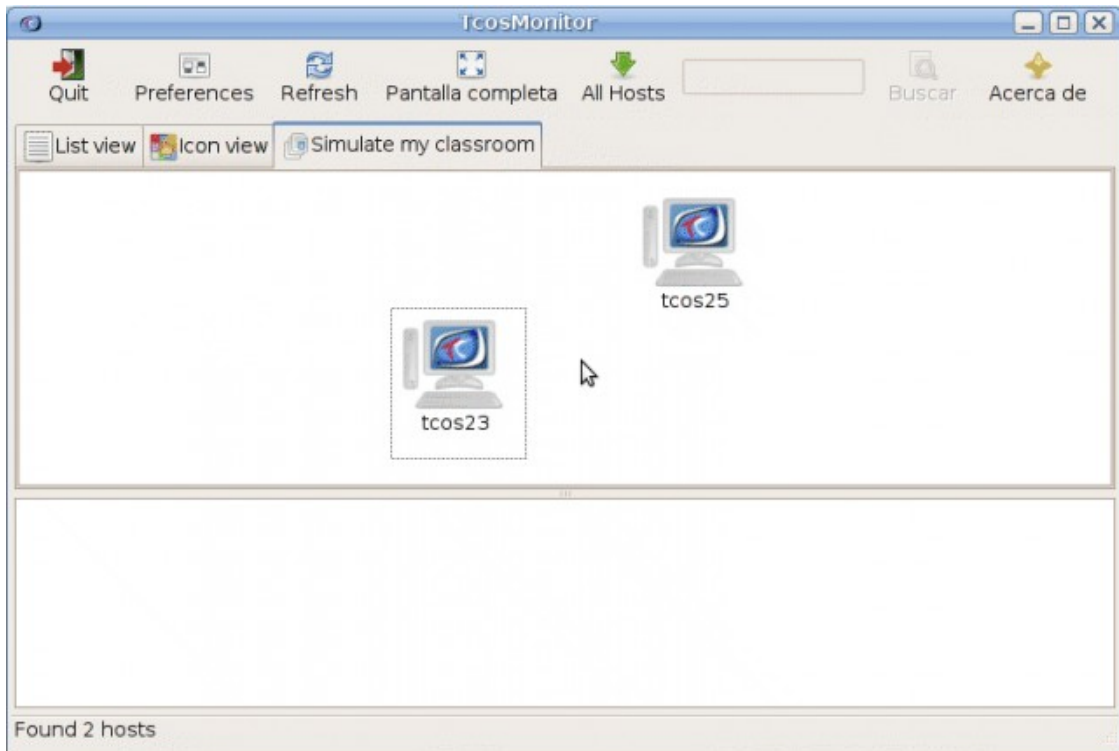 TcosMonitor
Quit Preferences Refresh Pantalla completa All Hosts Buscar Acerca de
List view Icon view Simulate my classroom
tcos25
tcos23
Found 2 hosts